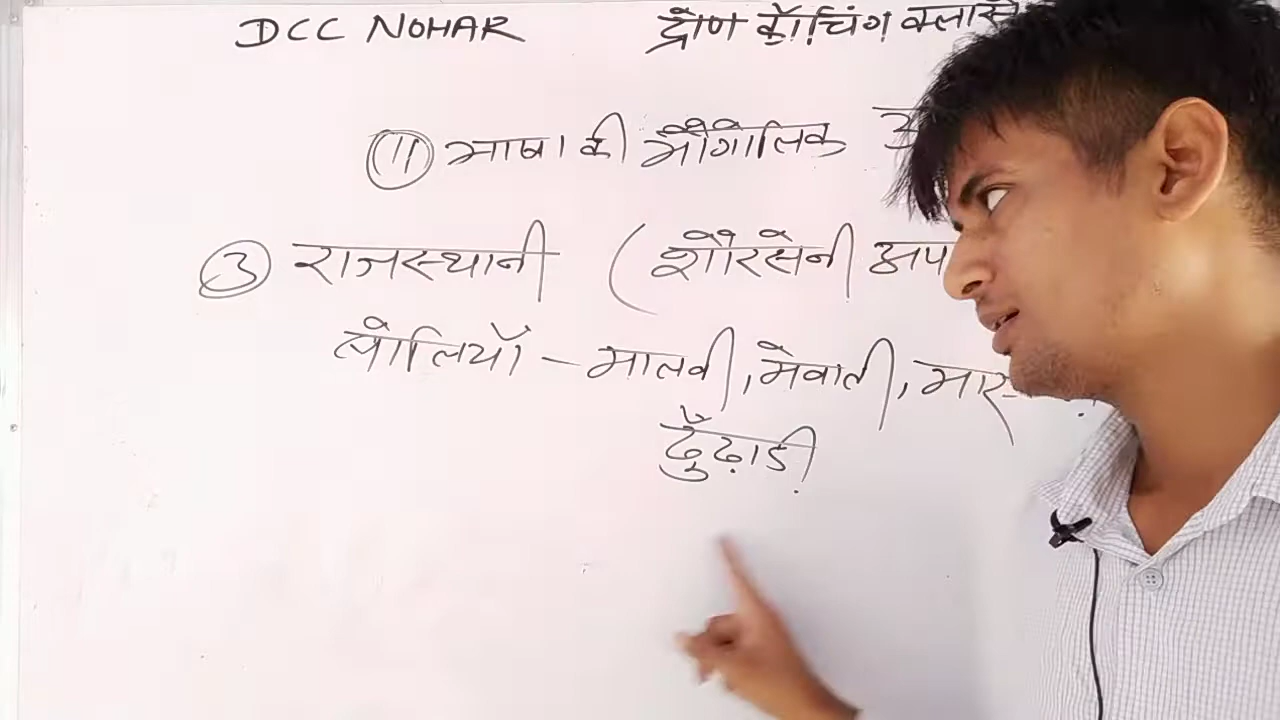 DCC NOHAR द्रोण कोचिंग क्लासेस
11 भाषा की भौगोलिक
3 राजस्थानी (शौरसेनी अप
बोलियाँ - मालवी, मेवाती, मार
ढुँढ़ाड़ी